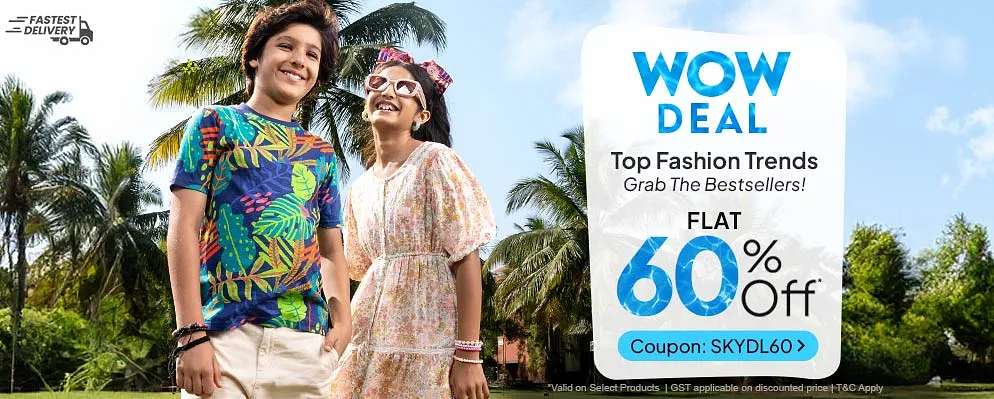 FASTEST
DELIVERY
WOW
DEAL
Top Fashion Trends
Grab The Bestsellers!
FLAT
60% Off*
Coupon: SKYDL60 >
*Valid on Select Products | GST applicable on discounted price | T&C Apply